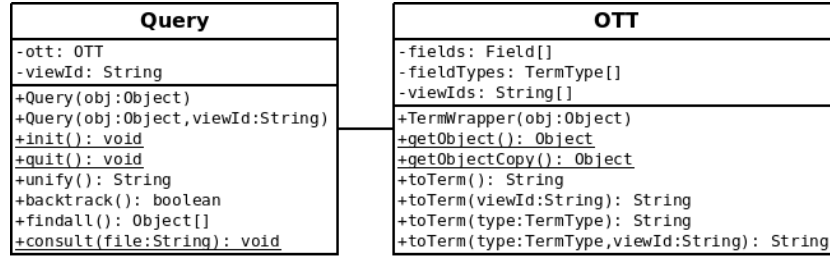 Query
-ott: OTT
-viewId: String
+Query(obj:Object)
+Query(obj:Object,viewId:String)
+init(): void
+quit(): void
+unify(): String
+backtrack(): boolean
+findall(): Object[]
+consult(file:String): void
OTT
-fields: Field[]
-fieldTypes: TermType[]
-viewIds: String[]
+TermWrapper(obj:Object)
+getObject(): Object
+getObjectCopy(): Object
+toTerm(): String
+toTerm(viewId:String): String
+toTerm(type:TermType): String
+toTerm(type:TermType,viewId:String): String